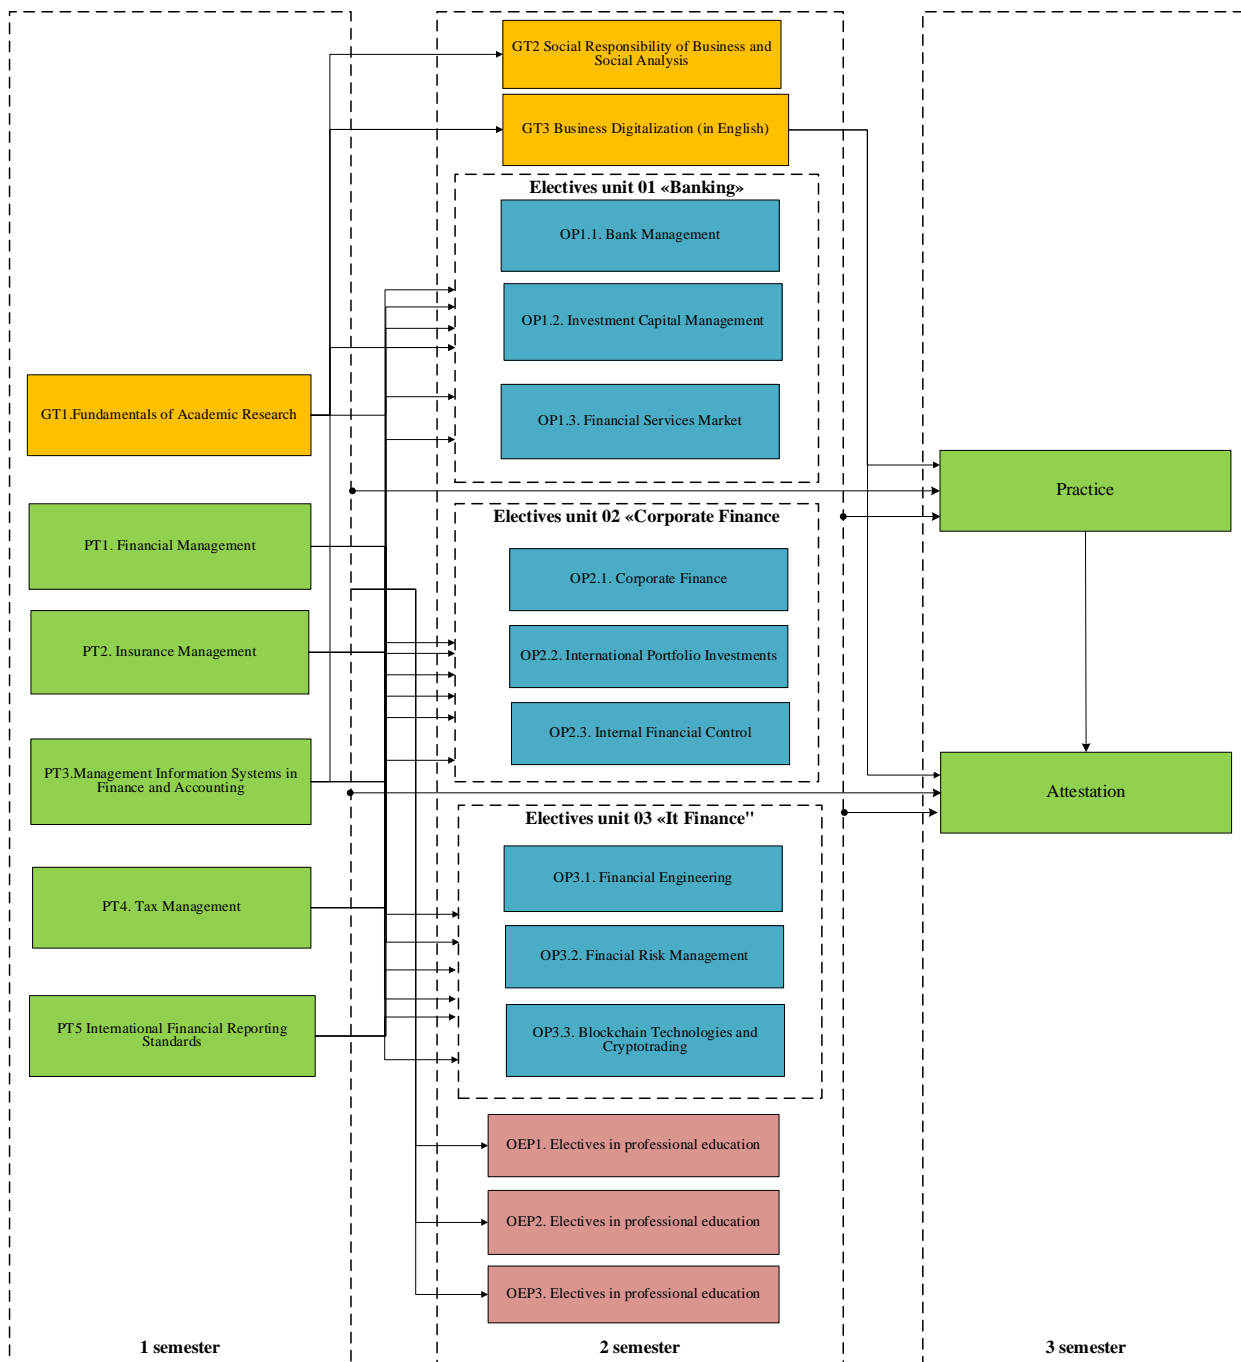 GT2 Social Responsibility of Business and
Social Analysis
GT3 Business Digitalization (in English)
Electives unit 01 «Banking»
OP1.1. Bank Management
OP1.2. Investment Capital Management
OP1.3. Financial Services Market
GT1.Fundamentals of Academic Research
PT1. Financial Management
PT2. Insurance Management
PT3.Management Information Systems in
Finance and Accounting
PT4. Tax Management
PT5 International Financial Reporting
Standards
Electives unit 02 «Corporate Finance
OP2.1. Corporate Finance
OP2.2. International Portfolio Investments
OP2.3. Internal Financial Control
Electives unit 03 «It Finance"
OP3.1. Financial Engineering
OP3.2. Finacial Risk Management
OP3.3. Blockchain Technologies and
Cryptotrading
OEP1. Electives in professional education
OEP2. Electives in professional education
OEP3. Electives in professional education
Practice
Attestation
1 semester
2 semester
3 semester